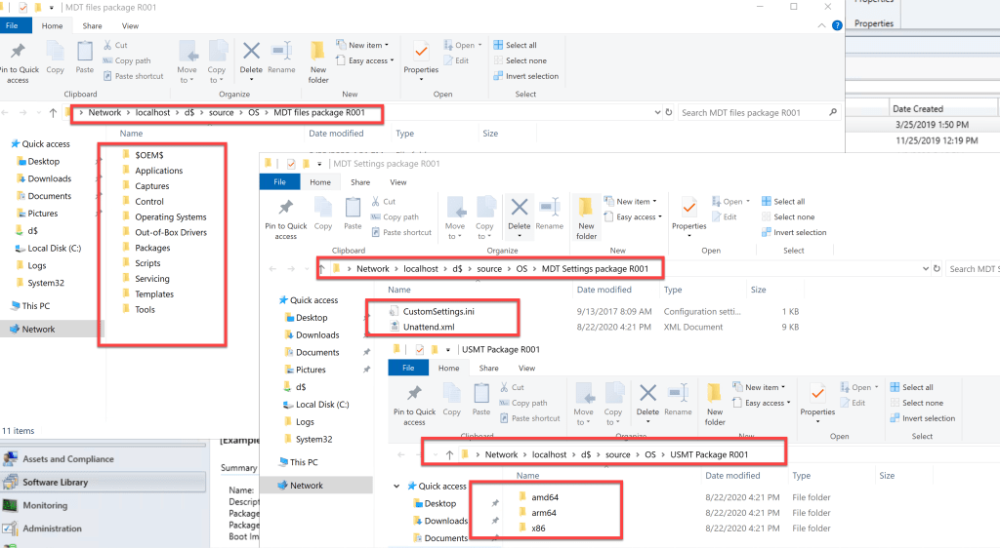 MDT files package R001
File Home Share View
Pin to Quick access
Copy
Paste
Cut
Copy path
Paste shortcut
Move to
Copy to
Delete
Rename
New folder
New item
Easy access
Properties
Open
Edit
Select all
Select none
Invert selection
Clipboard Organize New Open Select
Network localhost d$ source OS MDT files package R001
Search MDT files package R001
Name Date modified Type Size
Quick access
Desktop
Downloads
Documents
Pictures
d$
Local Disk (C:)
Logs
System32
This PC
Network
$OEM$
Applications
Captures
Control
Operating Systems
Out-of-Box Drivers
Packages
Scripts
Servicing
Templates
Tools
11 items
Properties
Properties
Date Created
3/25/2019 1:50 PM
11/25/2019 12:19 PM
MDT Settings package R001
File Home Share View
Pin to Quick access
Copy
Paste
Cut
Copy path
Paste shortcut
Move to
Copy to
Delete
Rename
New folder
New item
Easy access
Properties
Open
Edit
Select all
Select none
Invert selection
Clipboard Organize New Open Select
Network localhost d$ source OS MDT Settings package R001
Search MDT S
Name Date modified Type Size
Quick access
Desktop
Downloads
Documents
Pictures
d$
Local Disk (C:)
Logs
System32
This PC
Network
CustomSettings.ini 9/13/2017 8:09 AM Configuration setti... 1 KB
Unattend.xml 8/22/2020 4:21 PM XML Document 9 KB
USMT Package R001
File Home Share View
Pin to Quick access
Copy
Paste
Cut
Copy path
Paste shortcut
Move to
Copy to
Delete
Rename
New folder
New item
Easy access
Properties
Open
Edit
Select all
Select none
Invert selection
Clipboard Organize New Open Select
Network localhost d$ source OS USMT Package R001
Name Date modified Type Size
Quick access
Desktop
Downloads
Documents
amd64 8/22/2020 4:21 PM File folder
arm64 8/22/2020 4:21 PM File folder
x86 8/22/2020 4:21 PM File folder
Assets and Compliance
Software Library
Monitoring
Administration
[Example
Summary
Name:
Descript
Package
Package
Boot Im